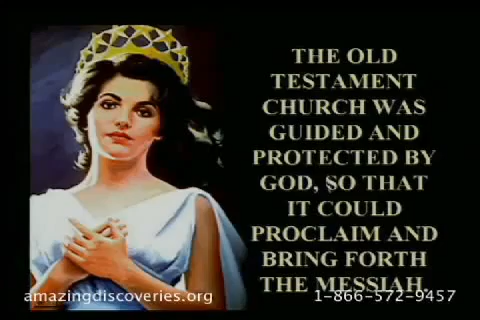 THE OLD
TESTAMENT
CHURCH WAS
GUIDED AND
PROTECTED BY
GOD, SO THAT
IT COULD
PROCLAIM AND
BRING FORTH
THE MESSIAH.
amazingdiscoveries.org
1-866-572-9457